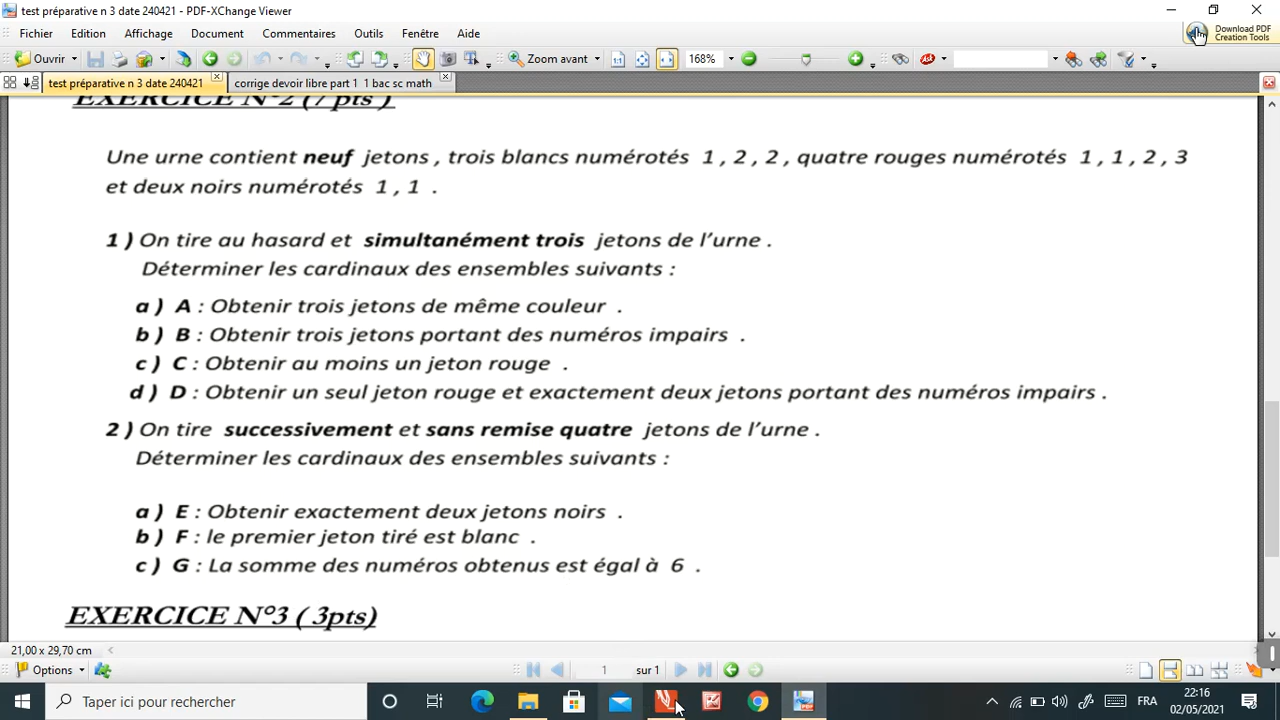 test préparative n 3 date 240421 - PDF-XChange Viewer
Fichier Edition Affichage Document Commentaires Outils Fenêtre Aide
Download PDF
Creation Tools
Ouvrir Zoom avant 168%
test préparative n 3 date 240421 corrige devoir libre part 1 1 bac sc math
EXERCICE N°2 (7 pts )
Une urne contient neuf jetons , trois blancs numérotés 1 , 2 , 2 , quatre rouges numérotés 1 , 1 , 2 , 3
et deux noirs numérotés 1 , 1 .
1 ) On tire au hasard et simultanément trois jetons de l’urne .
Déterminer les cardinaux des ensembles suivants :
a ) A : Obtenir trois jetons de même couleur .
b ) B : Obtenir trois jetons portant des numéros impairs .
c ) C : Obtenir au moins un jeton rouge .
d ) D : Obtenir un seul jeton rouge et exactement deux jetons portant des numéros impairs .
2 ) On tire successivement et sans remise quatre jetons de l’urne .
Déterminer les cardinaux des ensembles suivants :
a ) E : Obtenir exactement deux jetons noirs .
b ) F : le premier jeton tiré est blanc .
c ) G : La somme des numéros obtenus est égal à 6 .
EXERCICE N°3 ( 3pts)
21,00 x 29,70 cm
Options 1 sur 1
Taper ici pour rechercher
FRA
22:16
02/05/2021